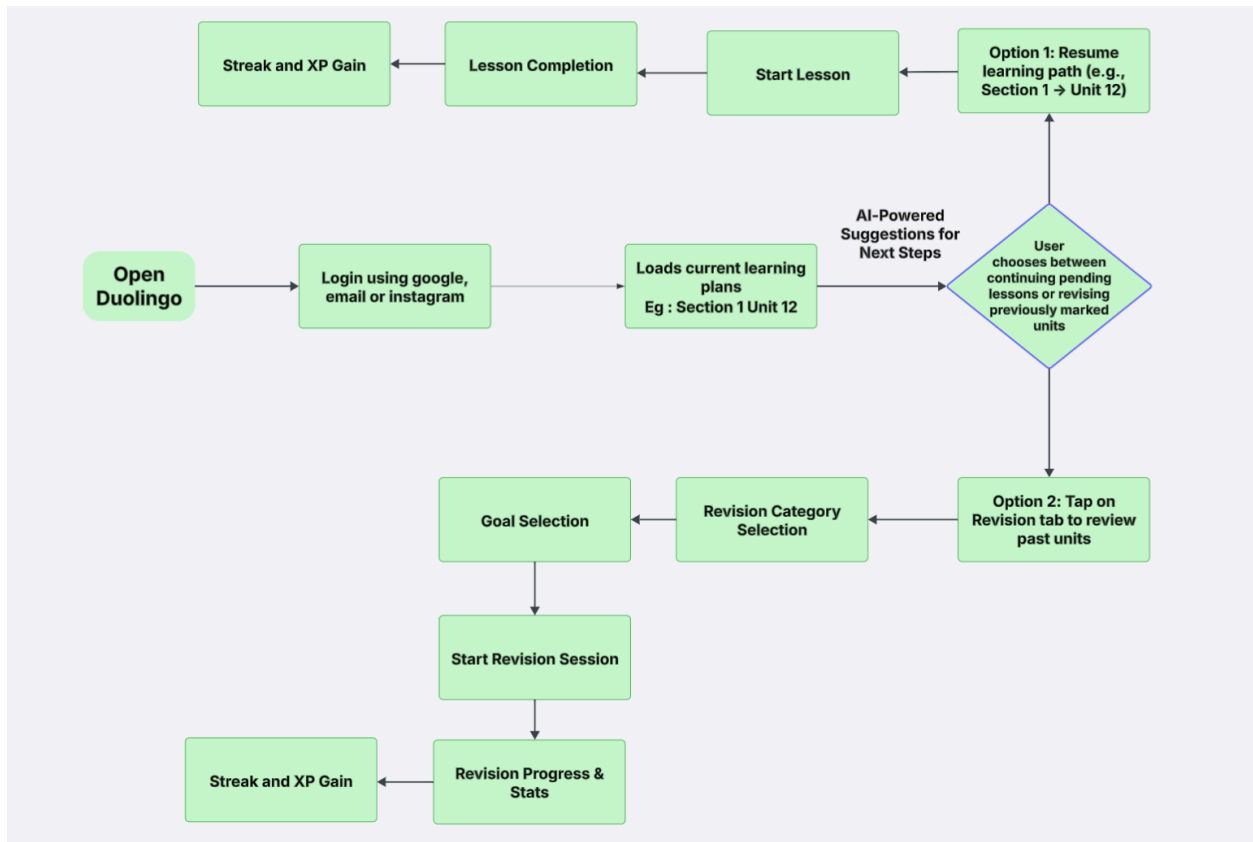 Streak and XP Gain
Lesson Completion
Start Lesson
Option 1: Resume
learning path (e.g.,
Section 1 → Unit 12)
AI-Powered
Suggestions for
Next Steps
Open
Duolingo
Login using google,
email or instagram
Loads current learning
plans
Eg : Section 1 Unit 12
User
chooses between
continuing pending
lessons or revising
previously marked
units
Goal Selection
Revision Category
Selection
Option 2: Tap on
Revision tab to review
past units
Start Revision Session
Streak and XP Gain
Revision Progress &
Stats